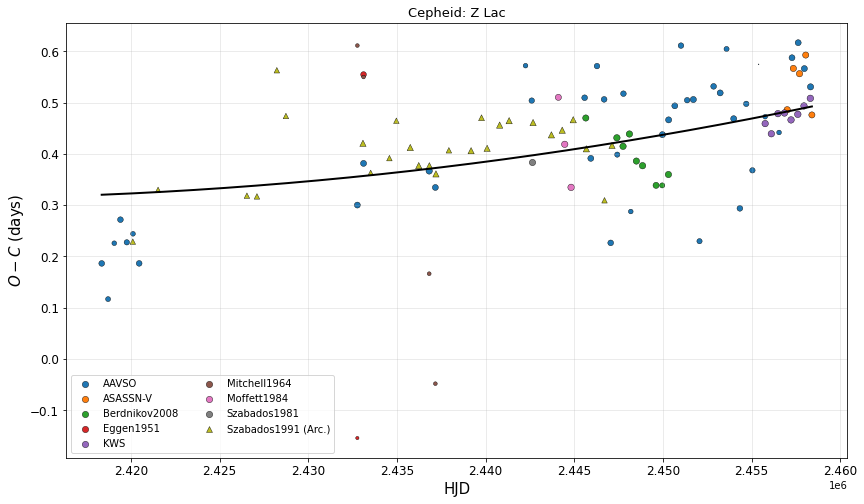 Cepheid: Z Lac
O − C (days)
0.6
0.5
0.4
0.3
0.2
0.1
0.0
−0.1
AAVSO
ASASSN-V
Berdnikov2008
Eggen1951
KWS
Mitchell1964
Moffett1984
Szabados1981
Szabados1991 (Arc.)
2.420 2.425 2.430 2.435 2.440 2.445 2.450 2.455 2.460
1e6
HJD